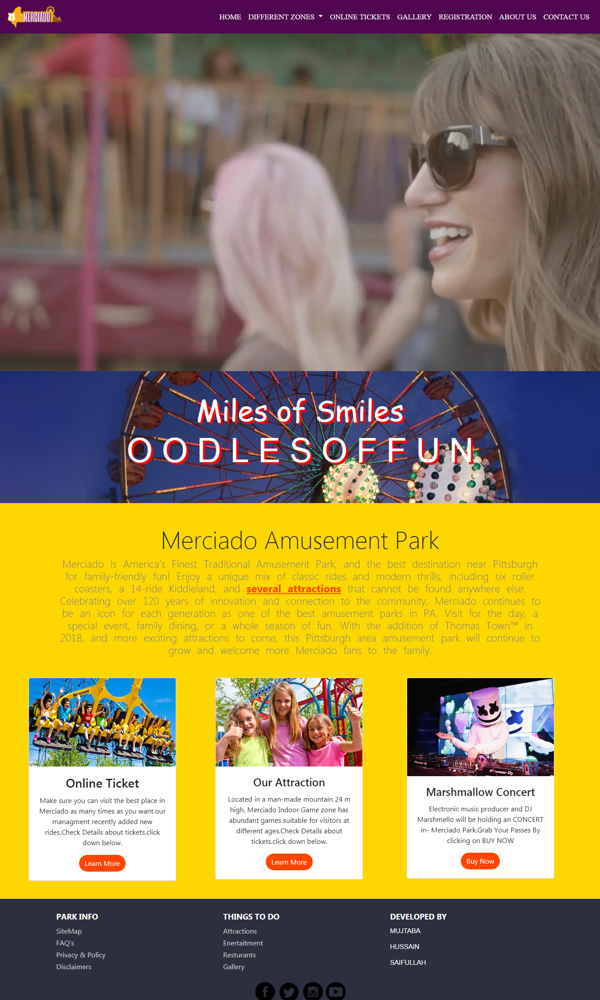 MERCIADO
HOME DIFFERENT ZONES ONLINE TICKETS GALLERY REGISTRATION ABOUT US CONTACT US
Miles of Smiles
OODLESOFFUN
Merciado Amusement Park
Merciado is America’s Finest Traditional Amusement Park, and the best destination near Pittsburgh
for family-friendly fun! Enjoy a unique mix of classic rides and modern thrills, including six roller
coasters, a 14-ride Kiddieland, and several attractions that cannot be found anywhere else.
Celebrating over 120 years of innovation and connection to the community, Merciado continues to
be an icon for each generation as one of the best amusement parks in PA. Visit for the day, a
special event, family dining, or a whole season of fun. With the addition of Thomas Town™ in
2018, and more exciting attractions to come, this Pittsburgh area amusement park will continue to
grow and welcome more Merciado fans to the family.
Kennywood
Kennywood
Online Ticket
Make sure you can visit the best place in
Merciado as many times as you want.our
managment recently added new
rides.Check Details about tickets.click
down below.
Learn More
Our Attraction
Located in a man-made mountain 24 m
high, Merciado Indoor Game zone has
abundant games suitable for visitors at
different ages.Check Details about
tickets.click down below.
Learn More
Pioneer Dj
Pioneer Dj
Marshmallow Concert
Electronic music producer and DJ
Marshmello will be holding an CONCERT
in- Merciado Park.Grab Your Passes By
clicking on BUY NOW
Buy Now
PARK INFO
SiteMap
FAQ's
Privacy & Policy
Disclaimers
THINGS TO DO
Attractions
Enertaitment
Resturants
Gallery
DEVELOPED BY
MUJTABA
HUSSAIN
SAIFULLAH